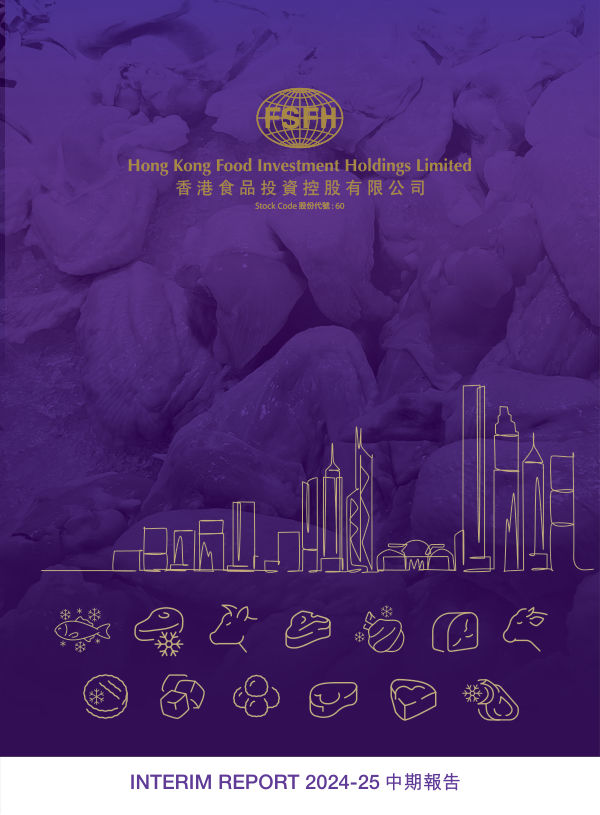 FSFH
Hong Kong Food Investment Holdings Limited
香港食品投資控股有限公司
Stock Code 股份代號 : 60
INTERIM REPORT 2024-25 中期報告